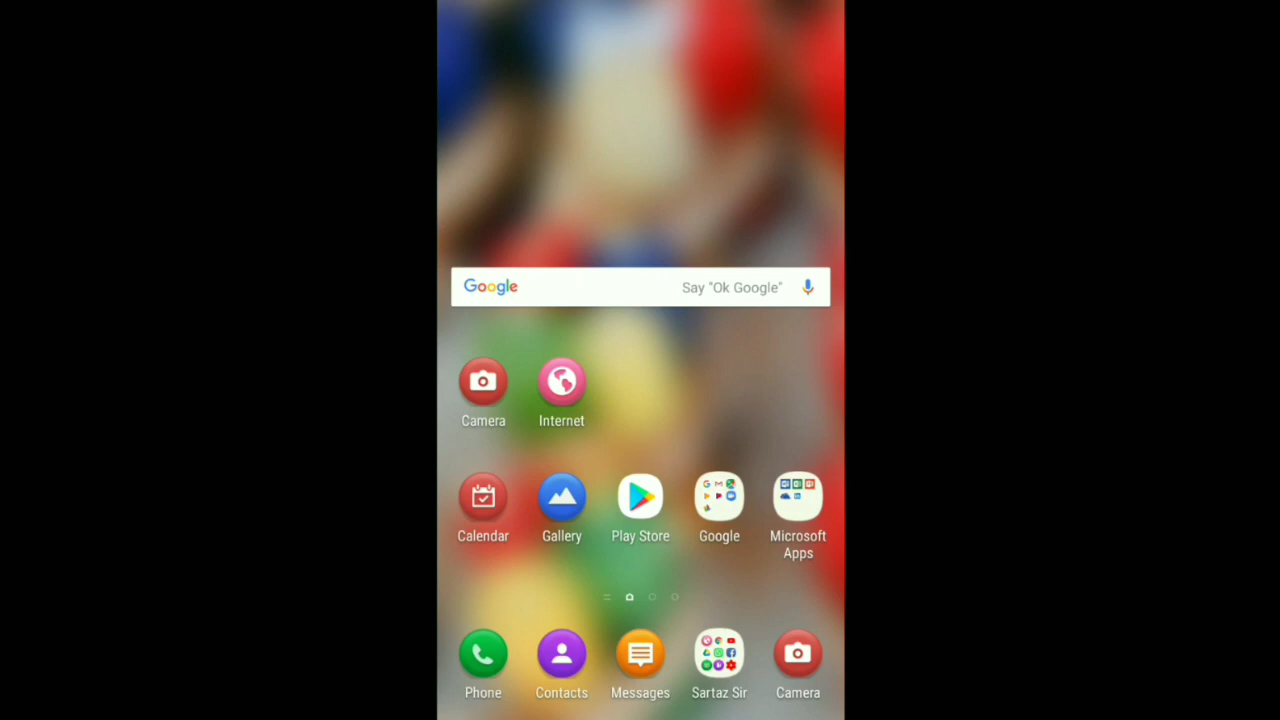 Google Say "Ok Google"
Camera Internet
Calendar Gallery Play Store Google Microsoft Apps
Phone Contacts Messages Sartaz Sir Camera